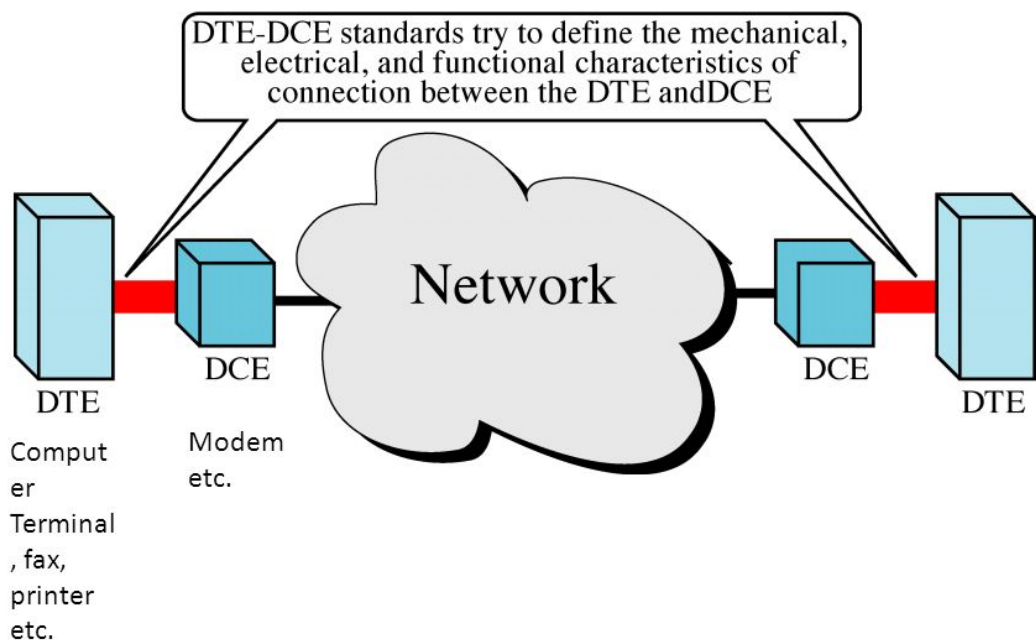 DTE-DCE standards try to define the mechanical,
electrical, and functional characteristics of
connection between the DTE andDCE
Network
DTE
DCE
DCE
DTE
Comput
er
Terminal
, fax,
printer
etc.
Modem
etc.